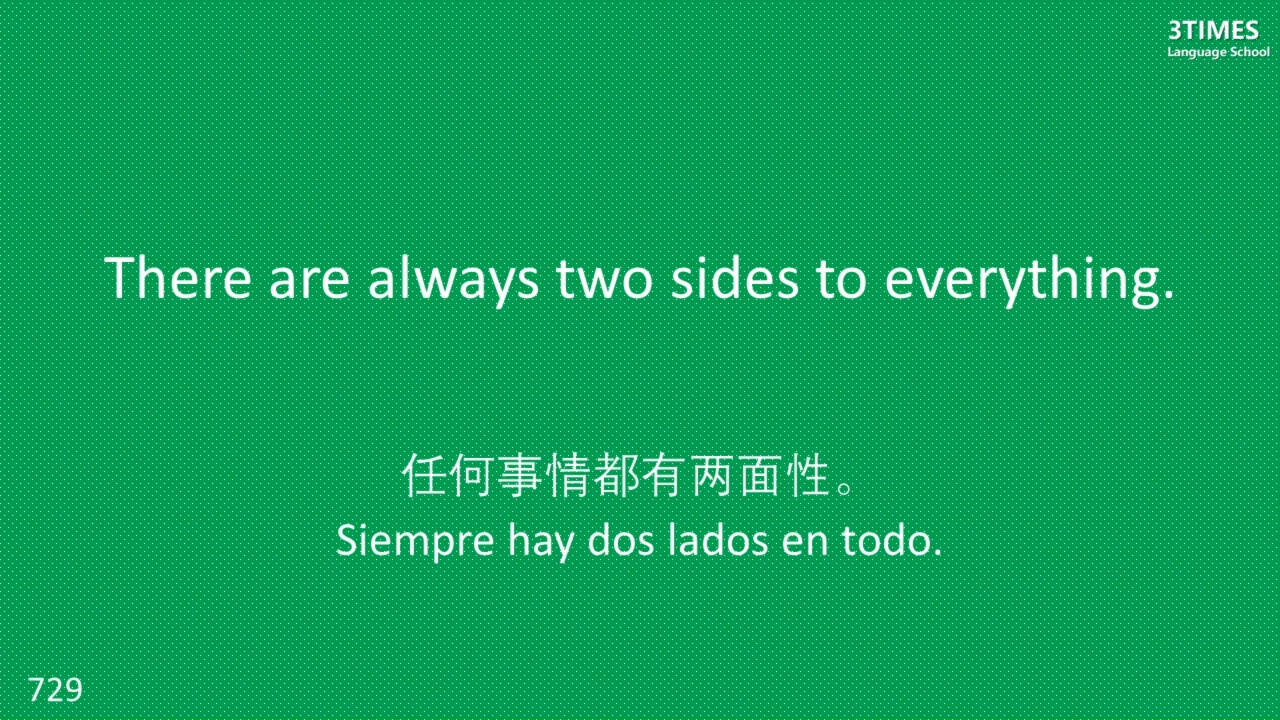 3TIMES
Language School
There are always two sides to everything.
任何事情都有两面性。
Siempre hay dos lados en todo.
729